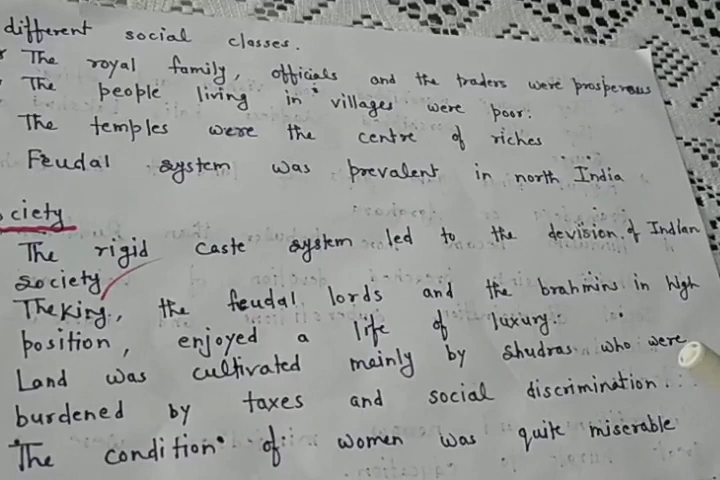 different social classes.
The royal family, officials and the traders were prosperous
The people living in villages were poor.
The temples were the centre of riches
Feudal system was prevalent in north India
ciety
The rigid caste system led to the devision of Indian
society
The king, the feudal lords and the brahmins in high
position, enjoyed a life of luxury.
Land was cultivated mainly by shudras who were
burdened by taxes and social discrimination.
The condition of women was quite miserable